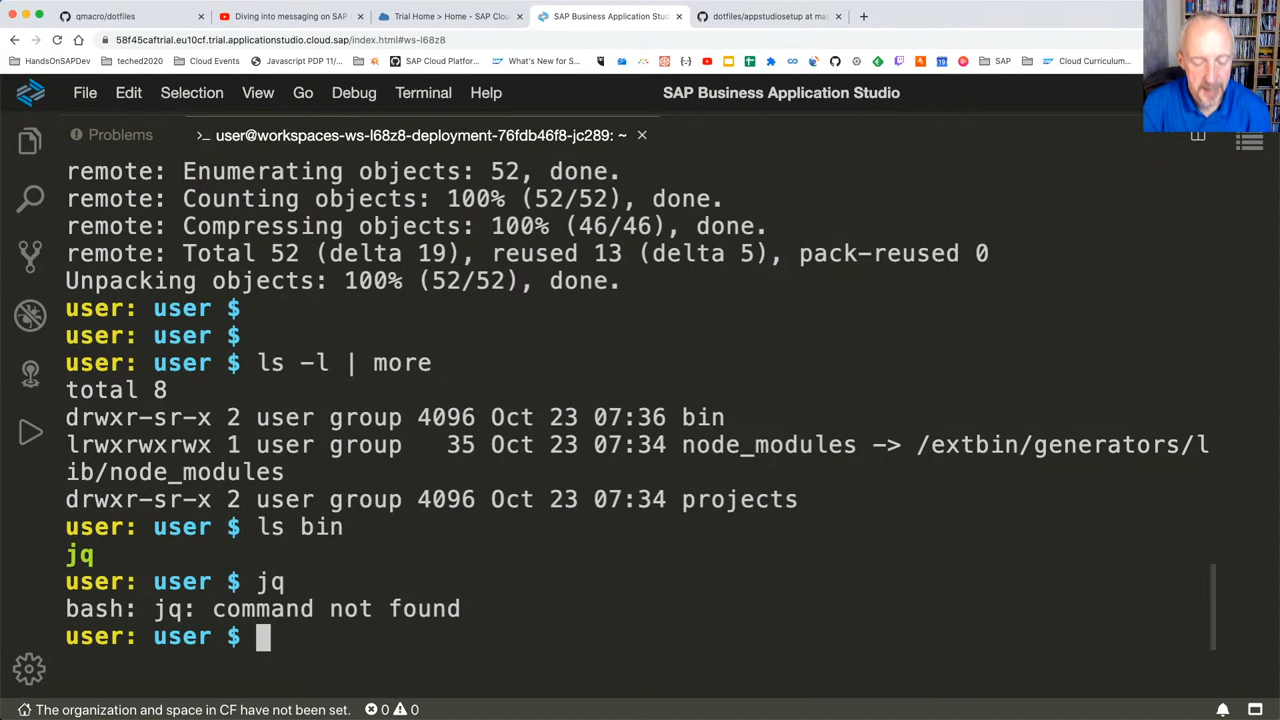 qmacro/dotfiles
Diving into messaging on SAP
Trial Home > Home - SAP Cloud
SAP Business Application Studio
dotfiles/appstudiosetup at mas
58f45caftrial.eu10cf.trial.applicationstudio.cloud.sap/index.html#ws-l68z8
HandsOnSAPDev
teched2020
Cloud Events
Javascript PDP 11/...
SAP Cloud Platfor...
What's New for S...
SAP
Cloud Curriculum...
File Edit Selection View Go Debug Terminal Help
SAP Business Application Studio
Problems
>_ user@workspaces-ws-l68z8-deployment-76fdb46f8-jc289: ~
remote: Enumerating objects: 52, done.
remote: Counting objects: 100% (52/52), done.
remote: Compressing objects: 100% (46/46), done.
remote: Total 52 (delta 19), reused 13 (delta 5), pack-reused 0
Unpacking objects: 100% (52/52), done.
user: user $
user: user $
user: user $ ls -l | more
total 8
drwxr-sr-x 2 user group 4096 Oct 23 07:36 bin
lrwxrwxrwx 1 user group   35 Oct 23 07:34 node_modules -> /extbin/generators/l
ib/node_modules
drwxr-sr-x 2 user group 4096 Oct 23 07:34 projects
user: user $ ls bin
jq
user: user $ jq
bash: jq: command not found
user: user $
The organization and space in CF have not been set. 0 0